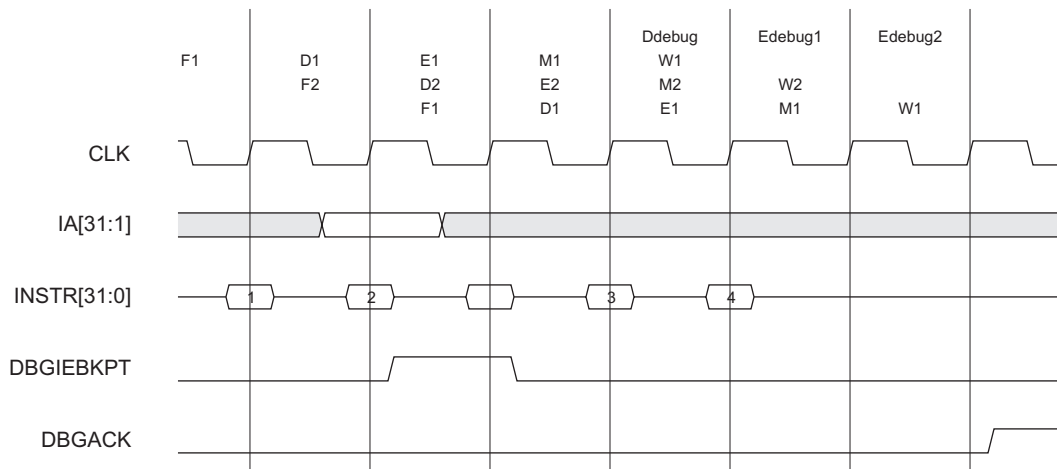 Ddebug Edebug1 Edebug2
F1 D1 E1 M1 W1
F2 D2 E2 M2 W2
F1 D1 E1 M1 W1
CLK
IA[31:1]
INSTR[31:0] 1 2 3 4
DBGIEBKPT
DBGACK